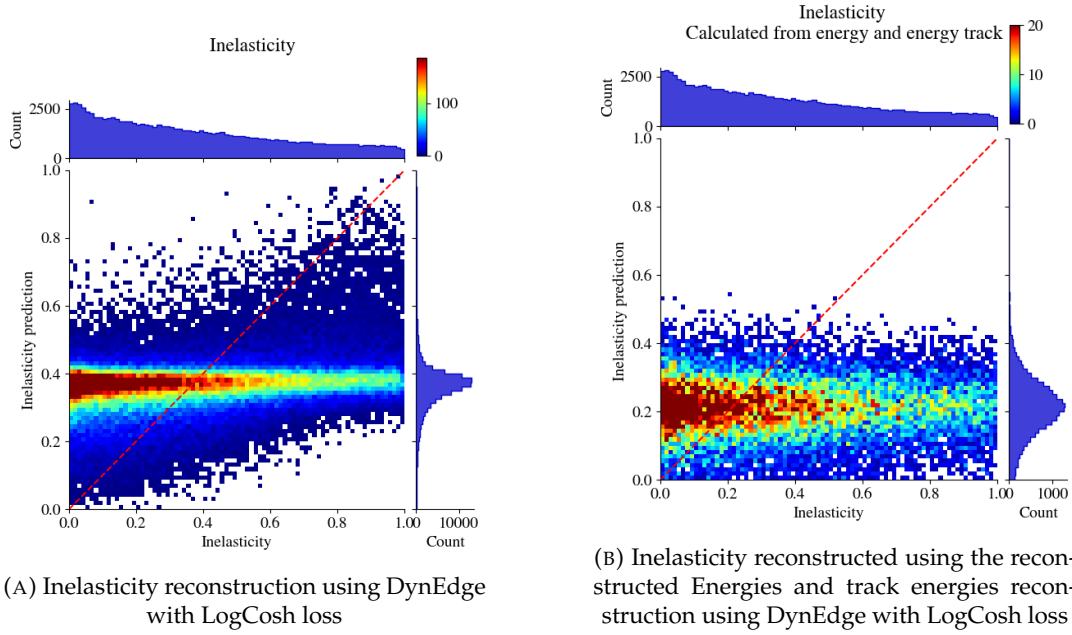 Inelasticity
100
0
2500
0
Count
1.0
0.8
0.6
0.4
0.2
0.0
Inelasticity prediction
0.0 0.2 0.4 0.6 0.8 1.0
Inelasticity
0 10000
Count
(A) Inelasticity reconstruction using DynEdge
with LogCosh loss
Inelasticity
Calculated from energy and energy track
20
10
0
2500
0
Count
1.0
0.8
0.6
0.4
0.2
0.0
Inelasticity prediction
0.0 0.2 0.4 0.6 0.8 1.0
Inelasticity
0 1000
Count
(B) Inelasticity reconstructed using the recon-
structed Energies and track energies recon-
struction using DynEdge with LogCosh loss